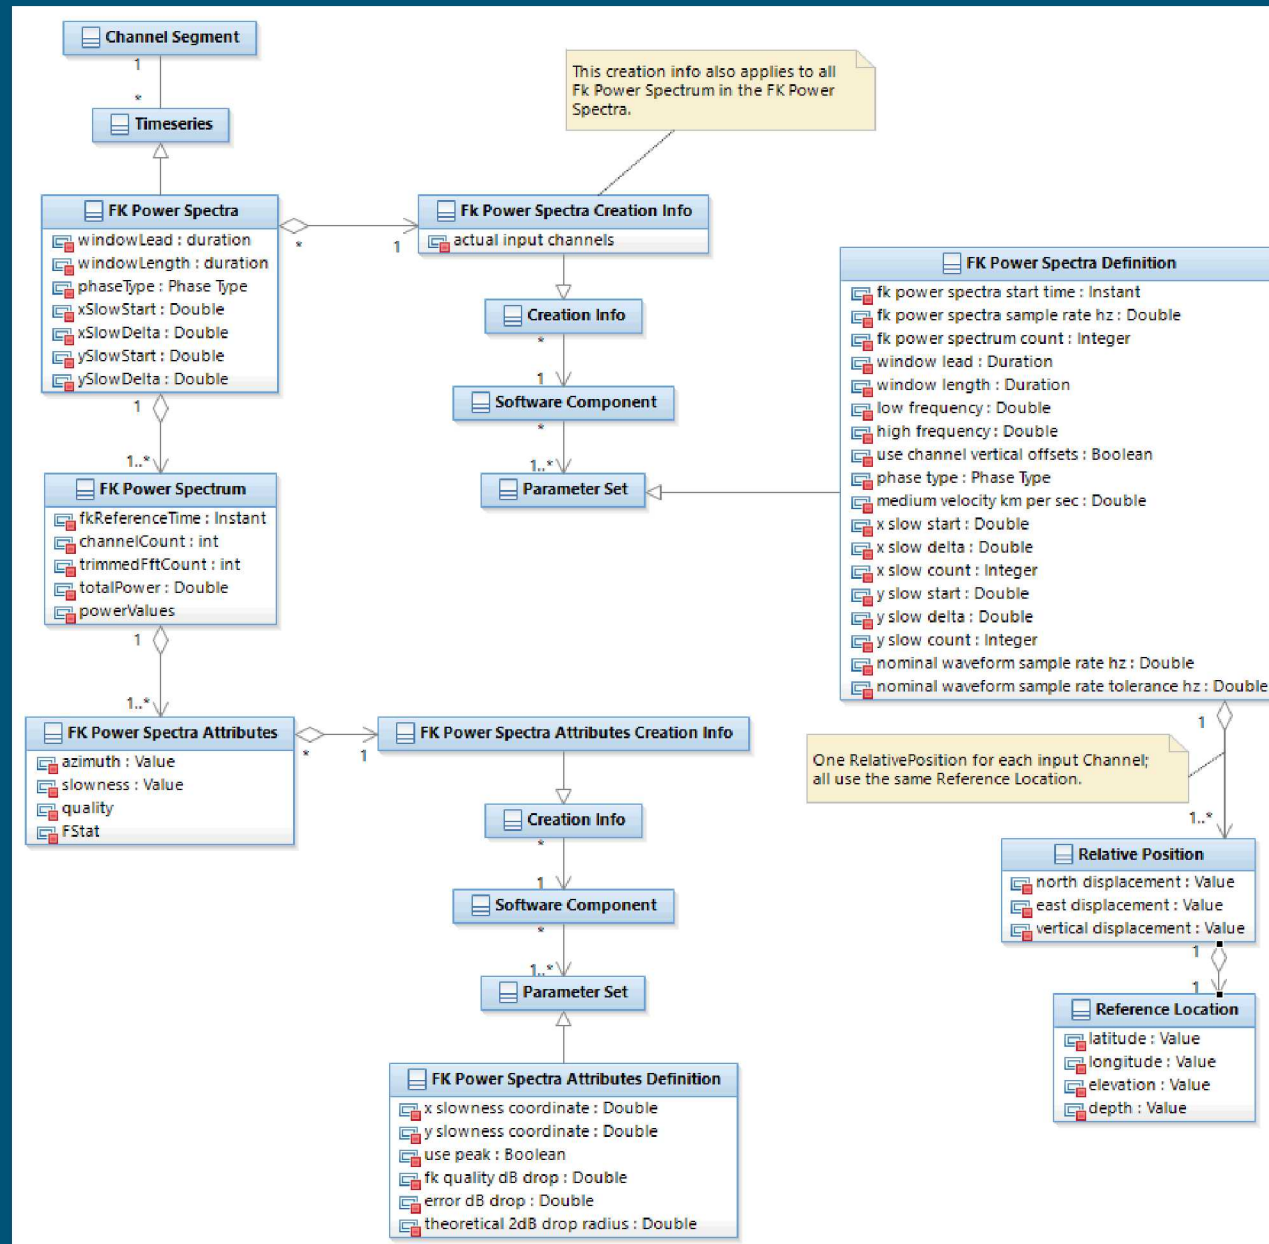 Channel Segment
1
*
Timeseries
This creation info also applies to all
Fk Power Spectrum in the FK Power
Spectra.
FK Power Spectra
windowLead : duration
windowLength : duration
phaseType : Phase Type
xSlowStart : Double
xSlowDelta : Double
ySlowStart : Double
ySlowDelta : Double
*
1
Fk Power Spectra Creation Info
actual input channels
Creation Info
*
1
Software Component
*
1..*
Parameter Set
FK Power Spectra Definition
fk power spectra start time : Instant
fk power spectra sample rate hz : Double
fk power spectrum count : Integer
window lead : Duration
window length : Duration
low frequency : Double
high frequency : Double
use channel vertical offsets : Boolean
phase type : Phase Type
medium velocity km per sec : Double
x slow start : Double
x slow delta : Double
x slow count : Integer
y slow start : Double
y slow delta : Double
y slow count : Integer
nominal waveform sample rate hz : Double
nominal waveform sample rate tolerance hz : Double
1
1..*
FK Power Spectrum
fkReferenceTime : Instant
channelCount : int
trimmedFftCount : int
totalPower : Double
powerValues
1
1..*
FK Power Spectra Attributes
azimuth : Value
slowness : Value
quality
FStat
*
1
FK Power Spectra Attributes Creation Info
Creation Info
*
1
Software Component
*
1..*
Parameter Set
FK Power Spectra Attributes Definition
x slowness coordinate : Double
y slowness coordinate : Double
use peak : Boolean
fk quality dB drop : Double
error dB drop : Double
theoretical 2dB drop radius : Double
1
One RelativePosition for each input Channel;
all use the same Reference Location.
1..*
Relative Position
north displacement : Value
east displacement : Value
vertical displacement : Value
1
1
Reference Location
latitude : Value
longitude : Value
elevation : Value
depth : Value